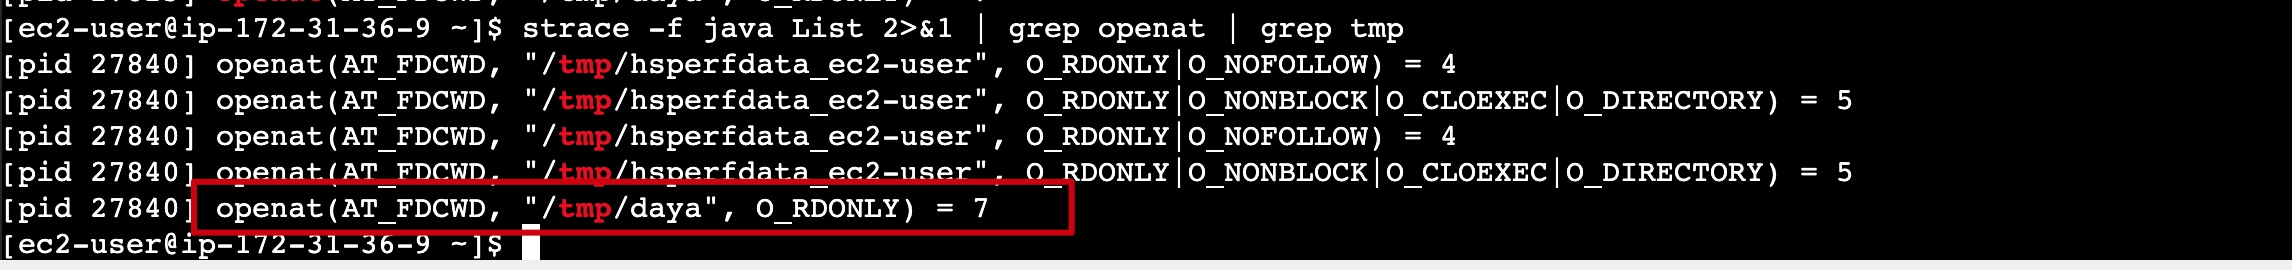 openat(
[ec2-user@ip-172-31-36-9 ~]$ strace -f java List 2>&1 | grep openat | grep tmp
[pid 27840] openat(AT_FDCWD, "/tmp/hsperfdata_ec2-user", O_RDONLY|O_NOFOLLOW) = 4
[pid 27840] openat(AT_FDCWD, "/tmp/hsperfdata_ec2-user", O_RDONLY|O_NONBLOCK|O_CLOEXEC|O_DIRECTORY) = 5
[pid 27840] openat(AT_FDCWD, "/tmp/hsperfdata_ec2-user", O_RDONLY|O_NOFOLLOW) = 4
[pid 27840] openat(AT_FDCWD, "/tmp/hsperfdata_ec2-user", O_RDONLY|O_NONBLOCK|O_CLOEXEC|O_DIRECTORY) = 5
[pid 27840] openat(AT_FDCWD, "/tmp/daya", O_RDONLY) = 7
[ec2-user@ip-172-31-36-9 ~]$